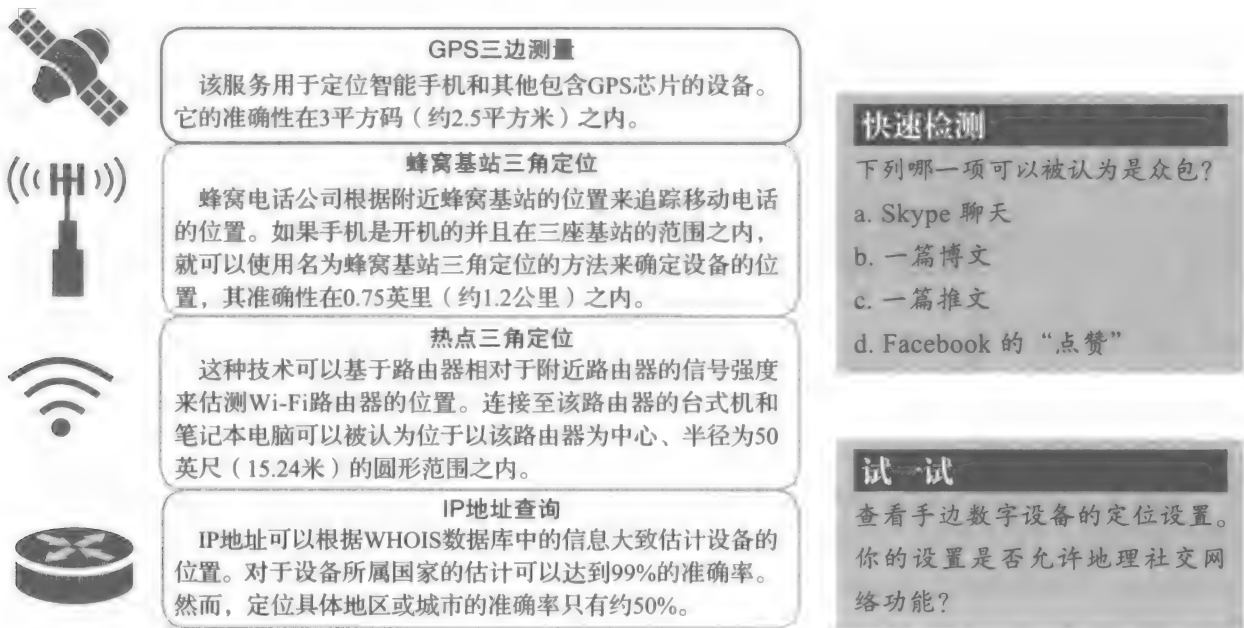 GPS三边测量
该服务用于定位智能手机和其他包含GPS芯片的设备。
它的准确性在3平方码（约2.5平方米）之内。
蜂窝基站三角定位
蜂窝电话公司根据附近蜂窝基站的位置来追踪移动电话
的位置。如果手机是开机的并且在三座基站的范围之内，
就可以使用名为蜂窝基站三角定位的方法来确定设备的位
置，其准确性在0.75英里（约1.2公里）之内。
热点三角定位
这种技术可以基于路由器相对于附近路由器的信号强度
来估测Wi-Fi路由器的位置。连接至该路由器的台式机和
笔记本电脑可以被认为位于以该路由器为中心、半径为50
英尺（15.24米）的圆形范围之内。
IP地址查询
IP地址可以根据WHOIS数据库中的信息大致估计设备的
位置。对于设备所属国家的估计可以达到99%的准确率。
然而，定位具体地区或城市的准确率只有约50%。
快速检测
下列哪一项可以被认为是众包？
a. Skype 聊天
b. 一篇博文
c. 一篇推文
d. Facebook 的“点赞”
试一试
查看手边数字设备的定位设置。
你的设置是否允许地理社交网
络功能？